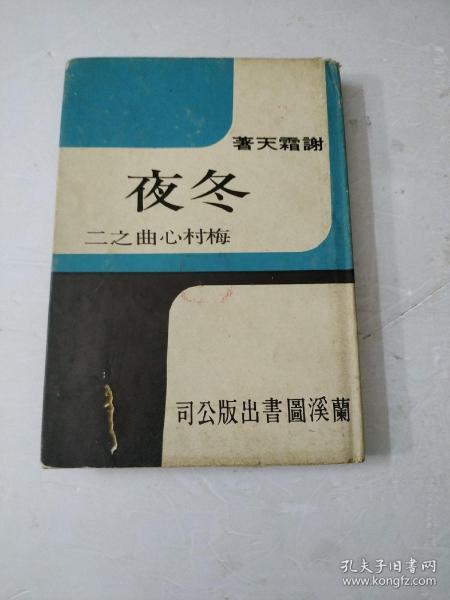 謝霜天著
冬夜
梅村心曲之二
蘭溪圖書出版公司
孔夫子旧书网
www.kongfz.com